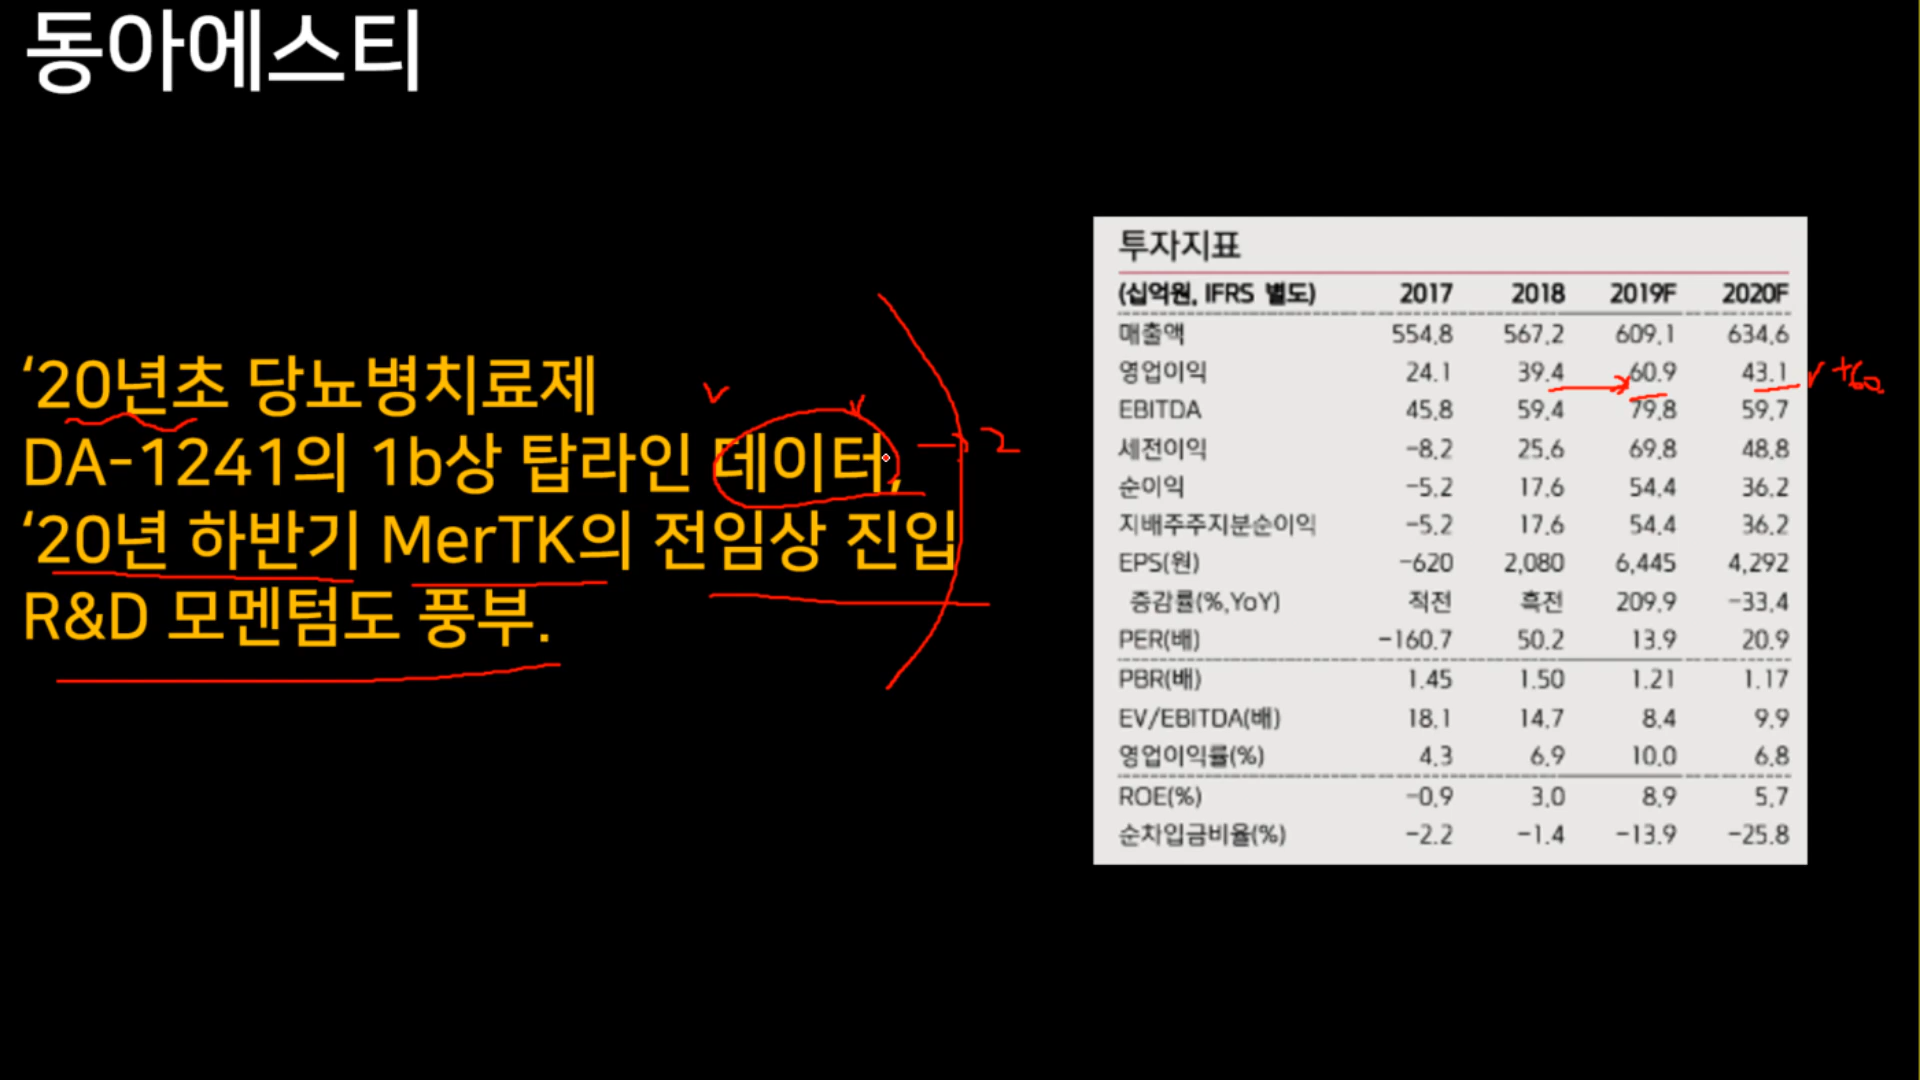 동아에스티
‘20년초 당뇨병치료제
DA-1241의 1b상 탑라인 데이터,
‘20년 하반기 MerTK의 전임상 진입
R&D 모멘텀도 풍부.
→ 2
투자지표
(십억원, IFRS 별도) 2017 2018 2019F 2020F
매출액 554.8 567.2 609.1 634.6
영업이익 24.1 39.4 60.9 43.1 +60
EBITDA 45.8 59.4 79.8 59.7
세전이익 -8.2 25.6 69.8 48.8
순이익 -5.2 17.6 54.4 36.2
지배주주지분순이익 -5.2 17.6 54.4 36.2
EPS(원) -620 2,080 6,445 4,292
증감률(%,YoY) 적전 흑전 209.9 -33.4
PER(배) -160.7 50.2 13.9 20.9
PBR(배) 1.45 1.50 1.21 1.17
EV/EBITDA(배) 18.1 14.7 8.4 9.9
영업이익률(%) 4.3 6.9 10.0 6.8
ROE(%) -0.9 3.0 8.9 5.7
순차입금비율(%) -2.2 -1.4 -13.9 -25.8